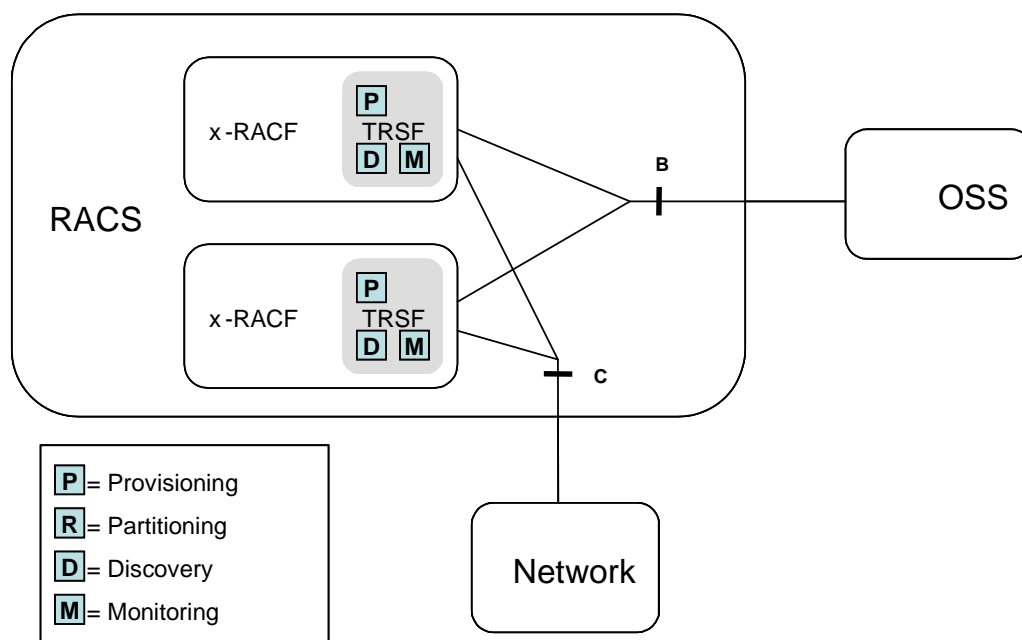 RACS
x-RACF
P
TRSF
D M
x-RACF
P
TRSF
D M
B
OSS
C
Network
P = Provisioning
R = Partitioning
D = Discovery
M = Monitoring